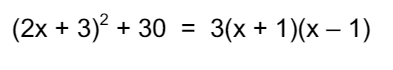 (2x + 3)² + 30 = 3(x + 1)(x – 1)